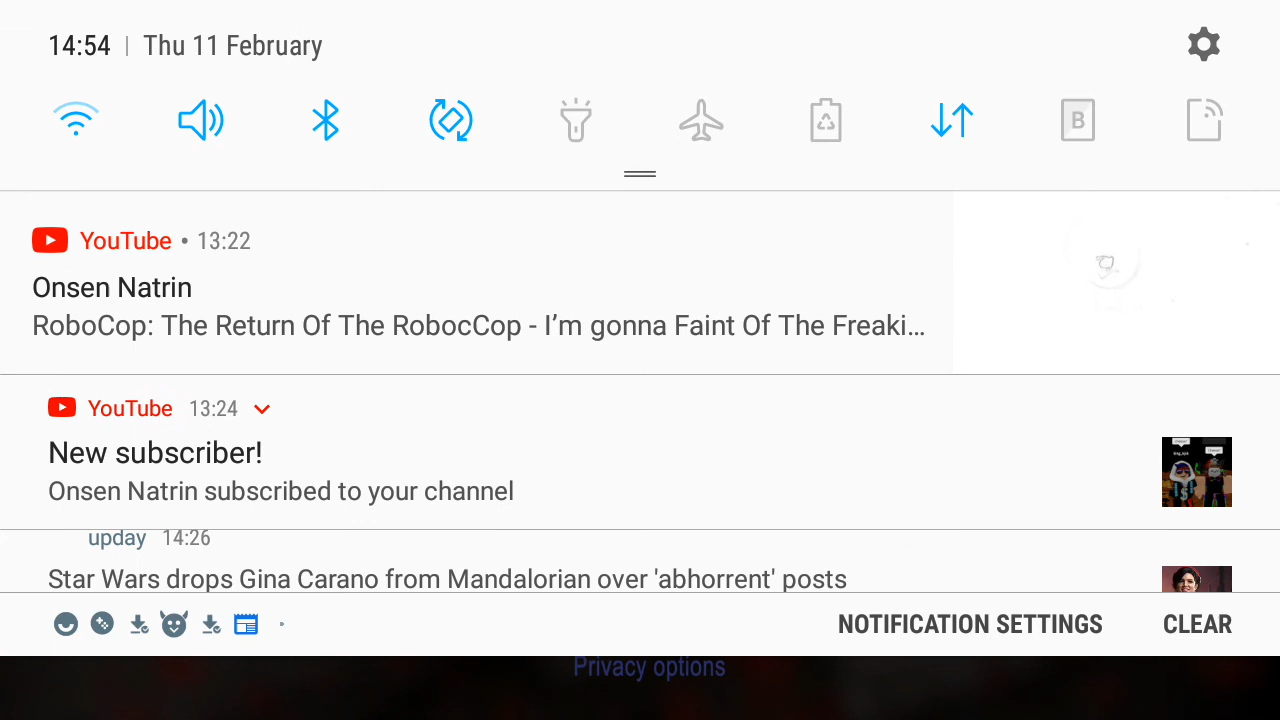 14:54 | Thu 11 February
B
YouTube • 13:22
Onsen Natrin
RoboCop: The Return Of The RobocCop - I’m gonna Faint Of The Freaki...
YouTube 13:24
New subscriber!
Onsen Natrin subscribed to your channel
upday 14:26
Star Wars drops Gina Carano from Mandalorian over 'abhorrent' posts
NOTIFICATION SETTINGS CLEAR
Privacy options